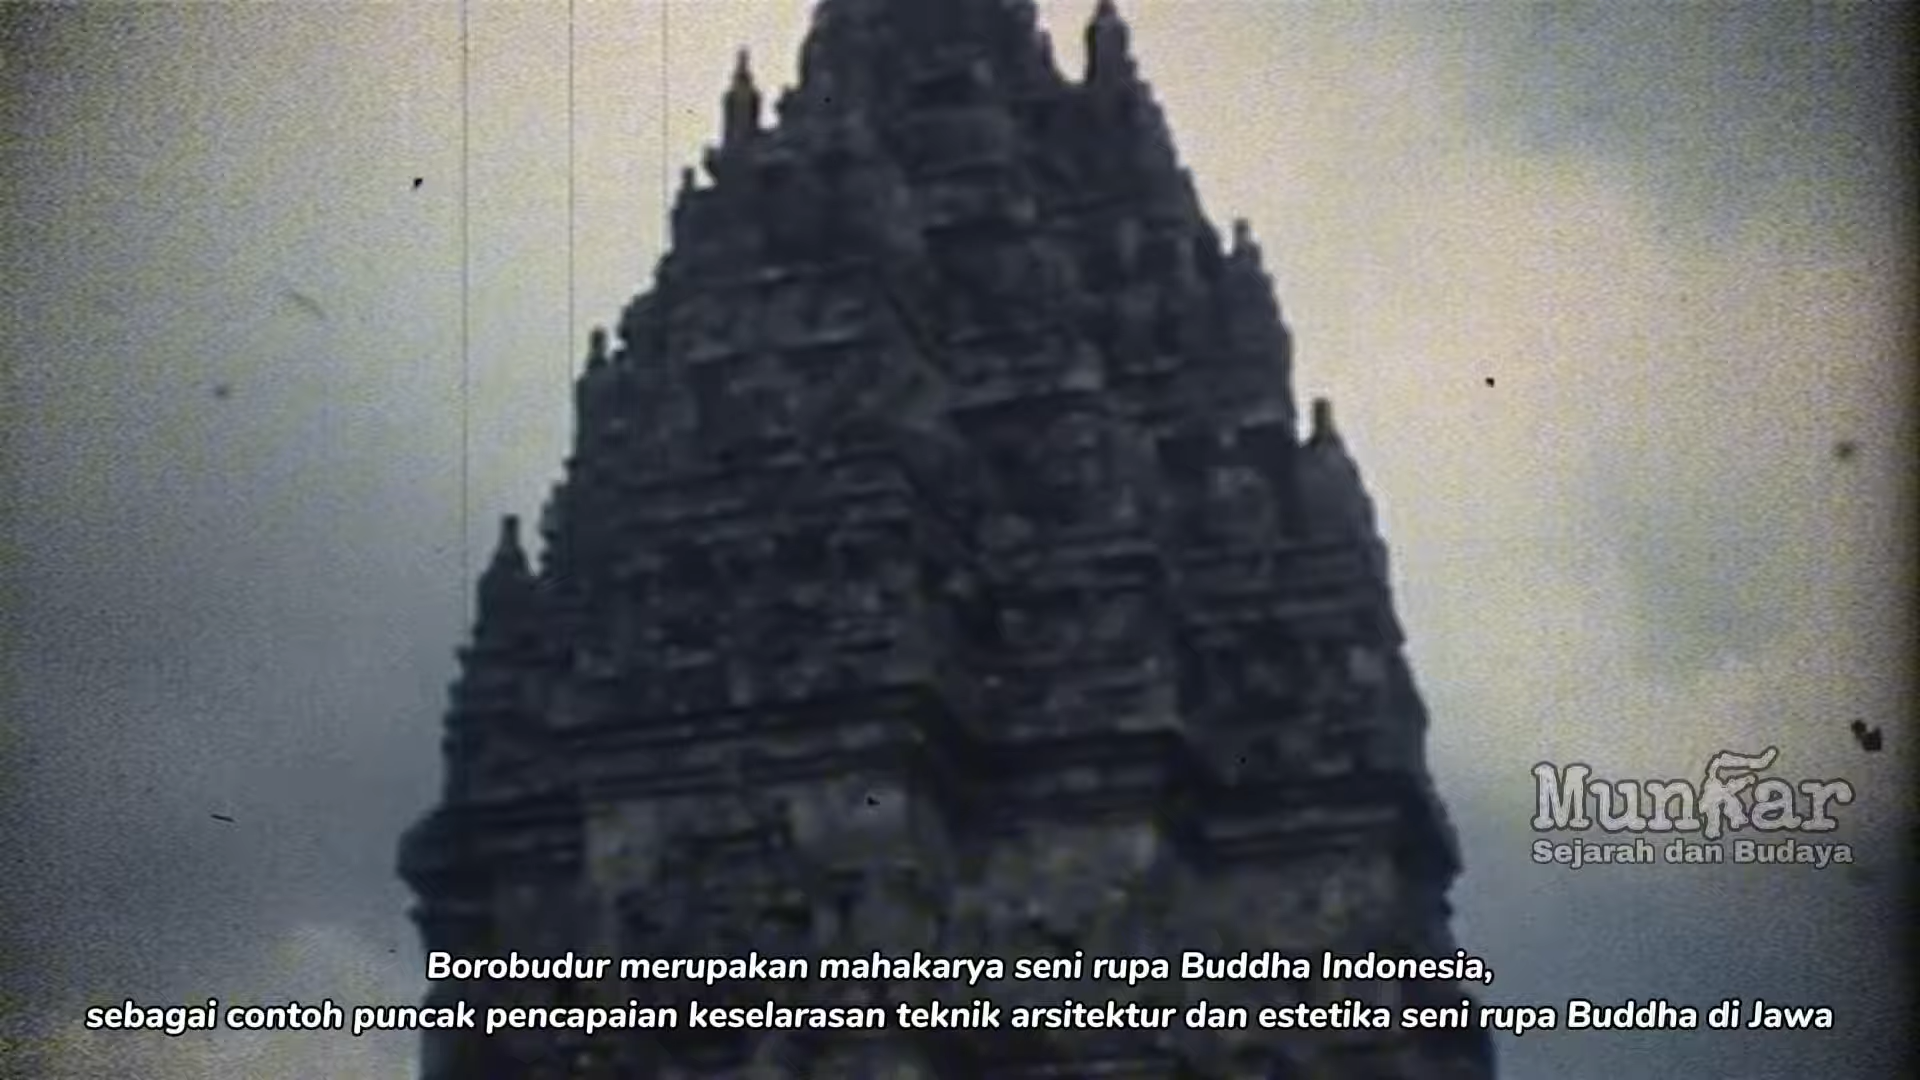 Munkar
Sejarah dan Budaya
Borobudur merupakan mahakarya seni rupa Buddha Indonesia,
sebagai contoh puncak pencapaian keselarasan teknik arsitektur dan estetika seni rupa Buddha di Jawa